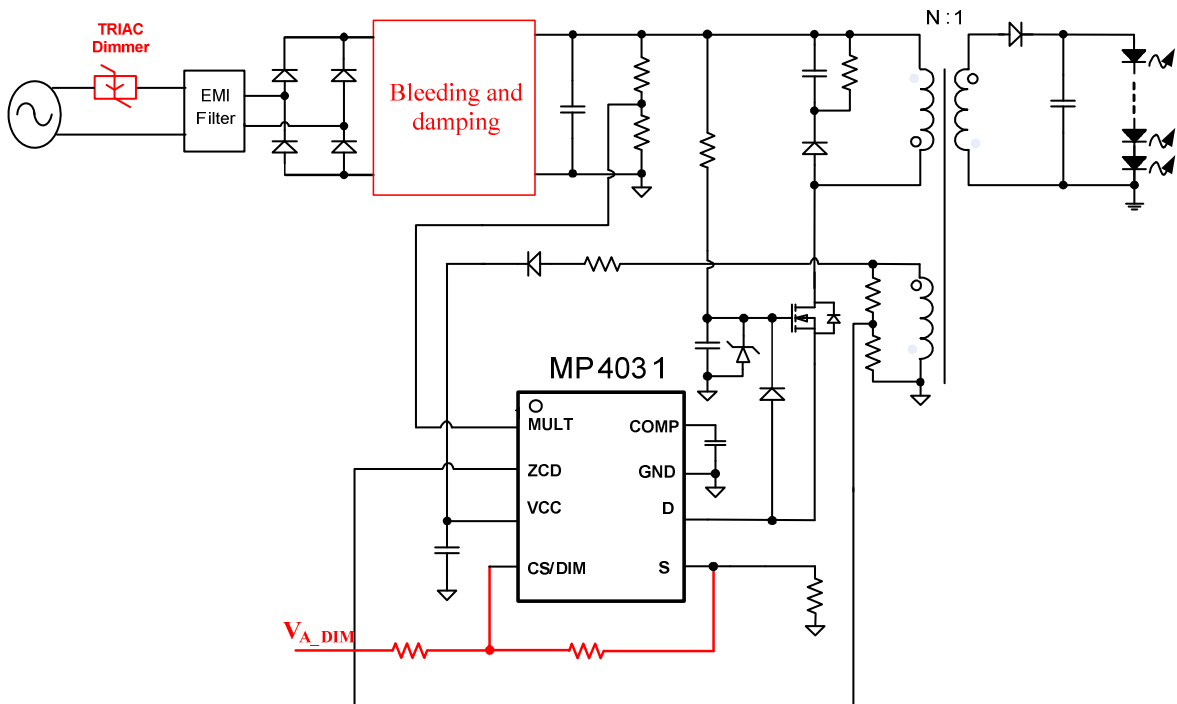 N:1
TRIAC
Dimmer
EMI
Filter
Bleeding and
damping
MP4031
MULT
COMP
ZCD
GND
VCC
D
CS/DIM
S
VA_DIM